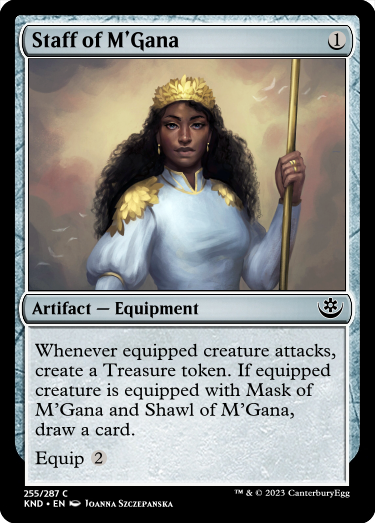 Staff of M'Gana 1
Artifact — Equipment
Whenever equipped creature attacks,
create a Treasure token. If equipped
creature is equipped with Mask of
M'Gana and Shawl of M'Gana,
draw a card.
Equip 2
255/287 C
KND • EN Joanna Szczepańska ™ & © 2023 CanterburyEgg